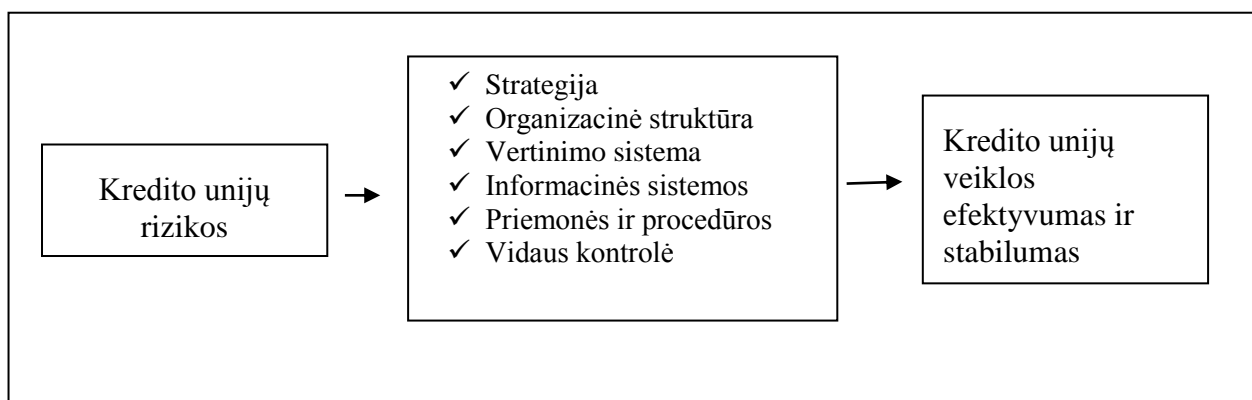 Kredito unijų
rizikos
✓ Strategija
✓ Organizacinė struktūra
✓ Vertinimo sistema
✓ Informacinės sistemos
✓ Priemonės ir procedūros
✓ Vidaus kontrolė
Kredito unijų
veiklos
efektyvumas ir
stabilumas